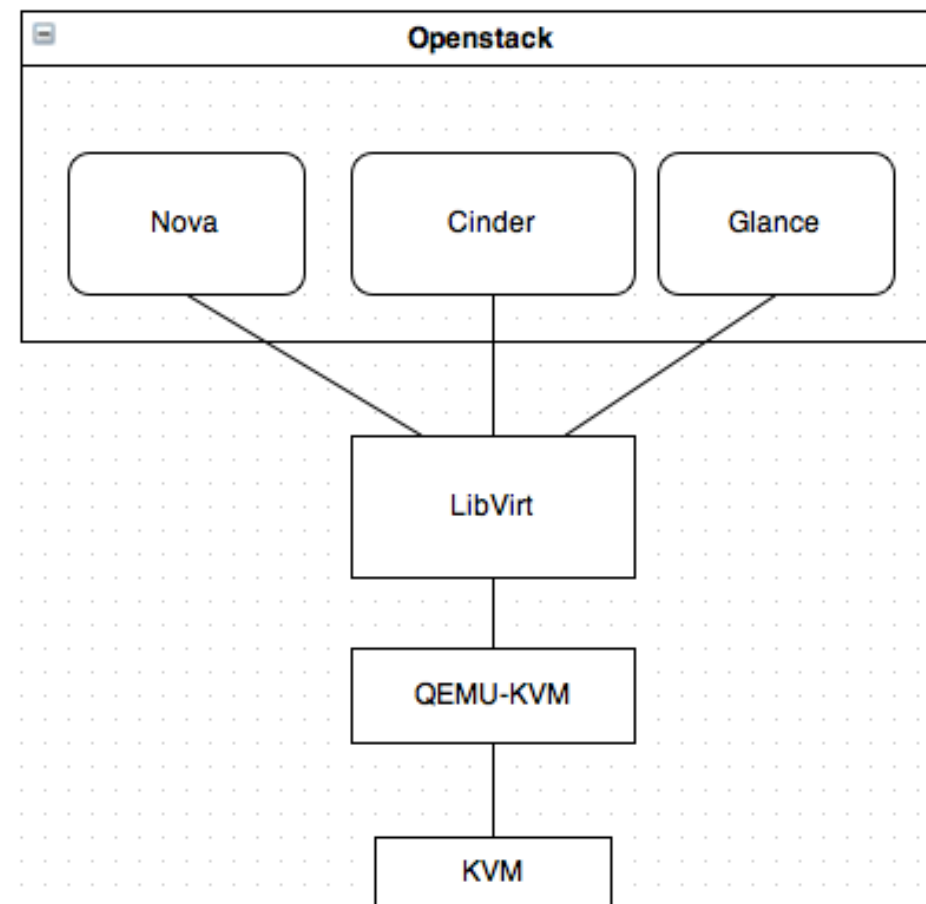 Openstack
Nova
Cinder
Glance
LibVirt
QEMU-KVM
KVM